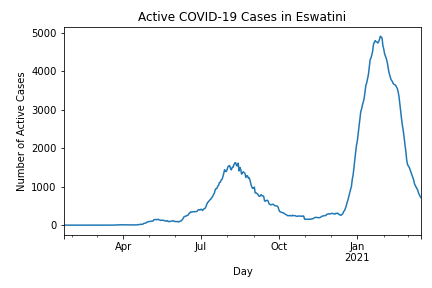 Active COVID-19 Cases in Eswatini
5000
4000
3000
2000
1000
0
Number of Active Cases
Apr Jul Oct Jan
2021
Day